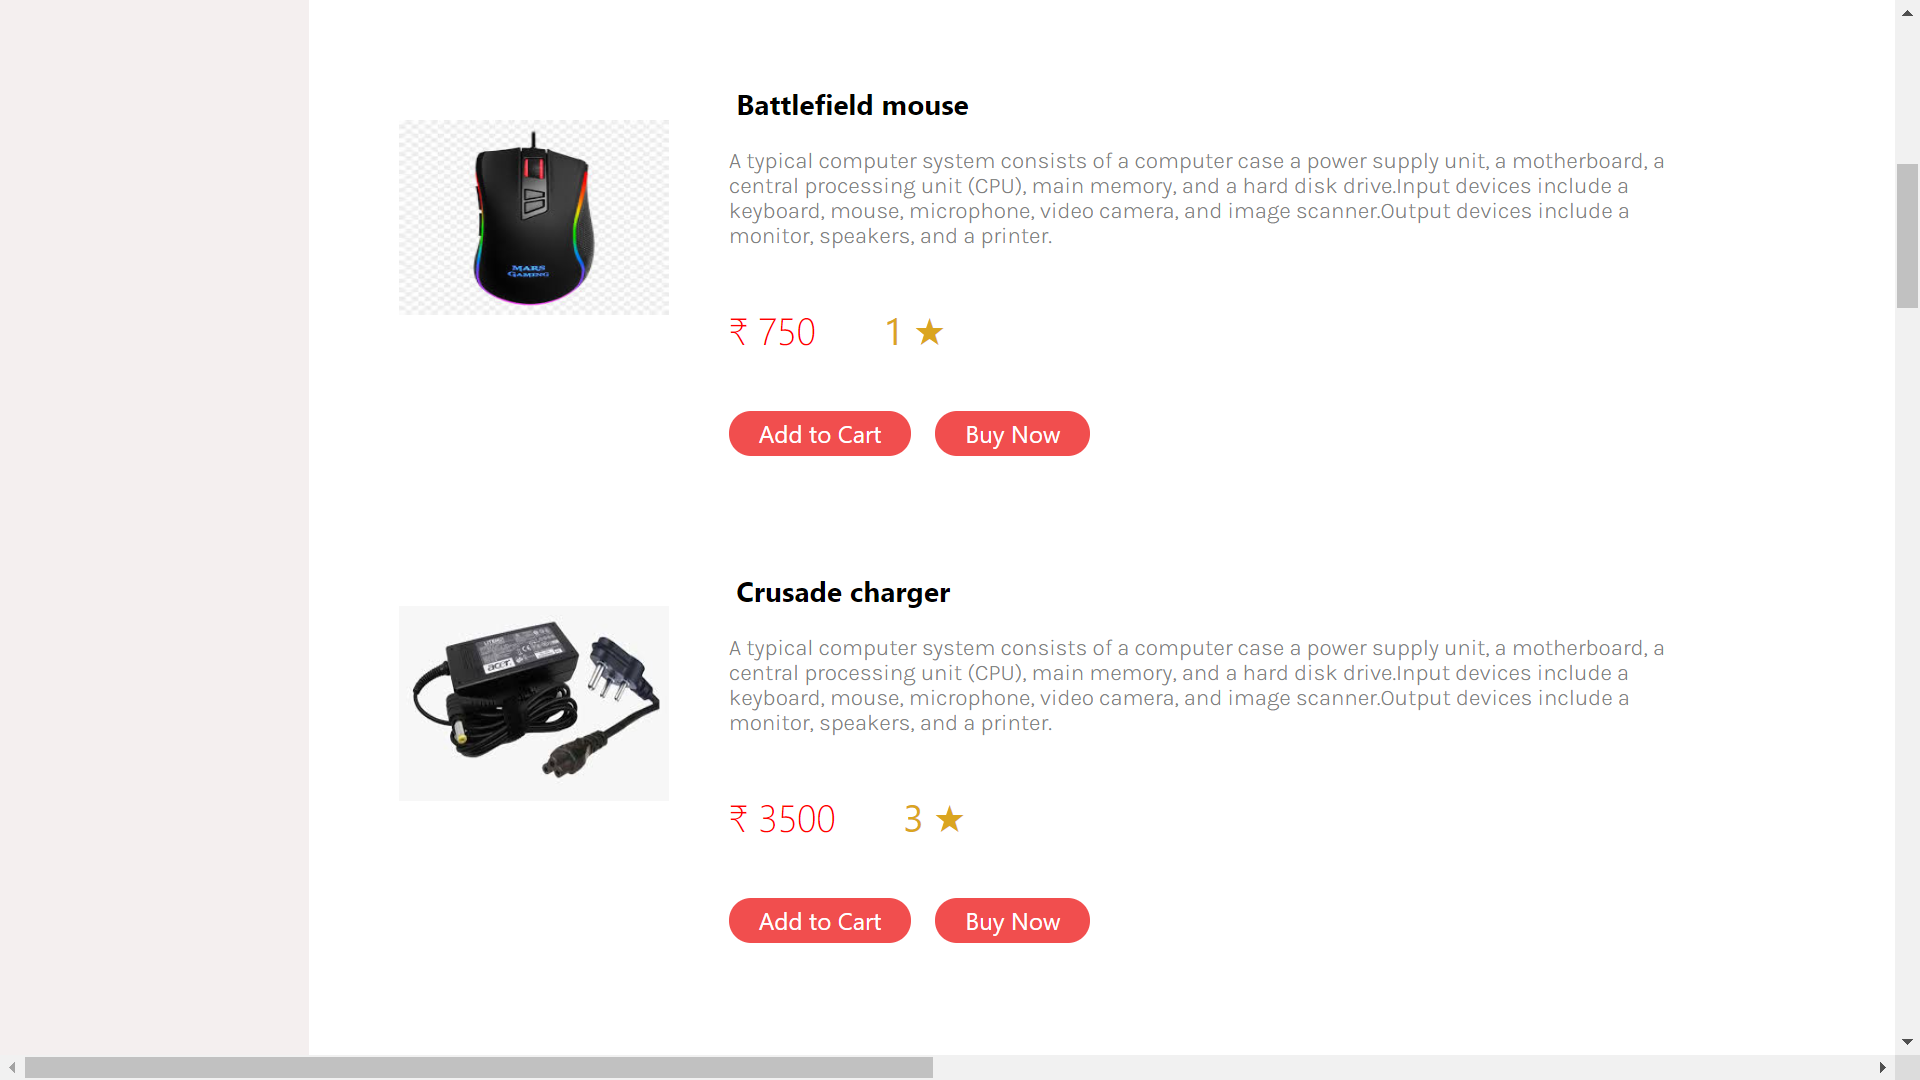 Battlefield mouse
A typical computer system consists of a computer case a power supply unit, a motherboard, a
central processing unit (CPU), main memory, and a hard disk drive.Input devices include a
keyboard, mouse, microphone, video camera, and image scanner.Output devices include a
monitor, speakers, and a printer.
MARS
GAMING
₹ 750 1 ★
Add to Cart Buy Now
Crusade charger
A typical computer system consists of a computer case a power supply unit, a motherboard, a
central processing unit (CPU), main memory, and a hard disk drive.Input devices include a
keyboard, mouse, microphone, video camera, and image scanner.Output devices include a
monitor, speakers, and a printer.
acer
₹ 3500 3 ★
Add to Cart Buy Now